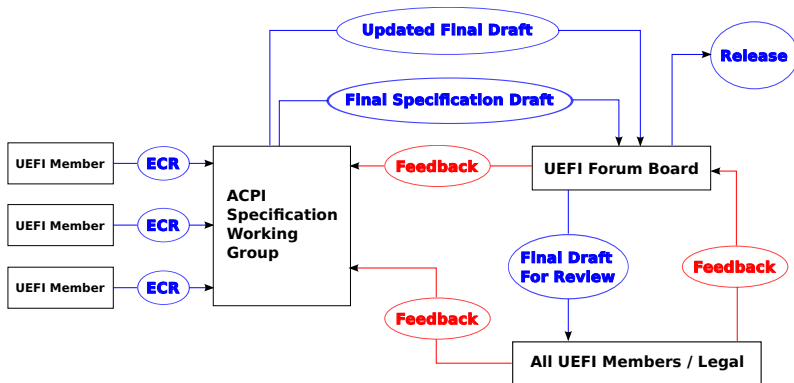 Updated Final Draft
Release
Final Specification Draft
UEFI Member
ECR
Feedback
UEFI Forum Board
ACPI
Specification
Working
Group
UEFI Member
ECR
Final Draft
For Review
Feedback
UEFI Member
ECR
Feedback
All UEFI Members / Legal